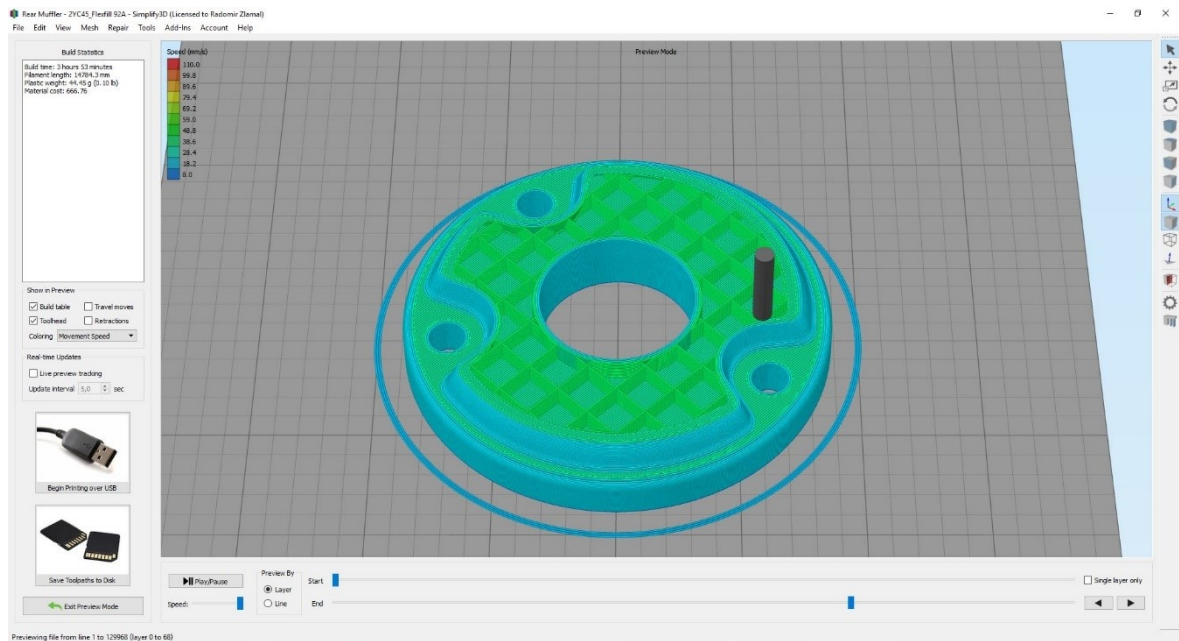 Rear Muffler - ZYC45_Flexfill 92A - Simplify3D (Licensed to Radomir Zlamal)
File Edit View Mesh Repair Tools Add-Ins Account Help
Build Statistics
Build time: 3 hours 53 minutes
Filament length: 14784.3 mm
Plastic weight: 44.45 g (0.10 lb)
Material cost: 666.76
Show in Preview
Build table Travel moves
Toolhead Retractions
Coloring Movement Speed
Real-time Updates
Live preview tracking
Update interval 5,0 sec
Begin Printing over USB
Save Toolpaths to Disk
Exit Preview Mode
Speed (mm/s)
110.0
99.8
89.6
79.4
69.2
59.0
48.8
38.6
28.4
18.2
8.0
Preview Mode
Play/Pause
Speed:
Preview By
Layer
Line
Start
End
Single layer only
Previewing file from line 1 to 129968 (layer 0 to 68)